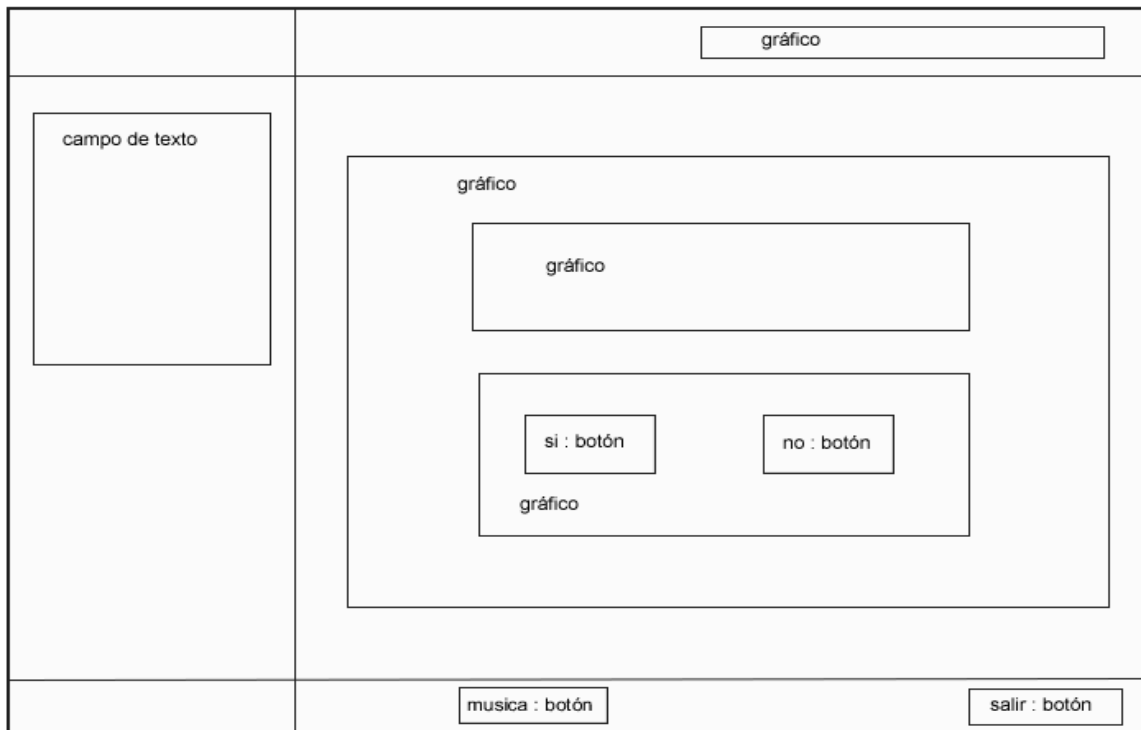 gráfico
campo de texto
gráfico
gráfico
si : botón
no : botón
gráfico
musica : botón
salir : botón